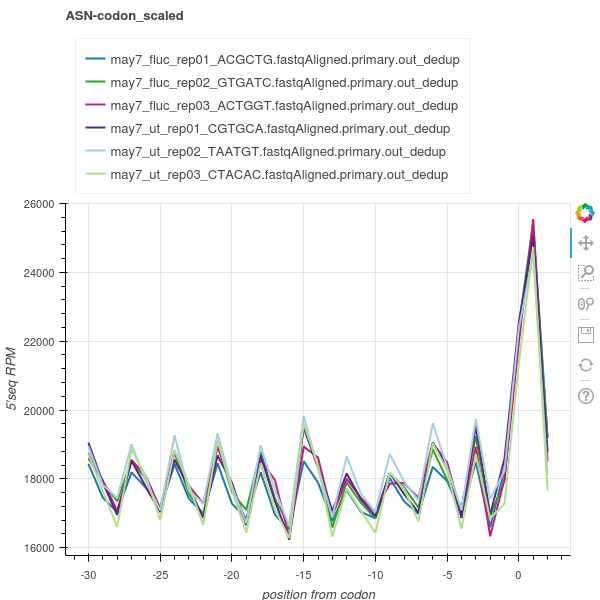 ASN-codon_scaled
may7_fluc_rep01_ACGCTG.fastqAligned.primary.out_dedup
may7_fluc_rep02_GTGATC.fastqAligned.primary.out_dedup
may7_fluc_rep03_ACTGGT.fastqAligned.primary.out_dedup
may7_ut_rep01_CGTGCA.fastqAligned.primary.out_dedup
may7_ut_rep02_TAATGT.fastqAligned.primary.out_dedup
may7_ut_rep03_CTACAC.fastqAligned.primary.out_dedup
26000
24000
22000
20000
18000
16000
5'seq RPM
-30 -25 -20 -15 -10 -5 0
position from codon